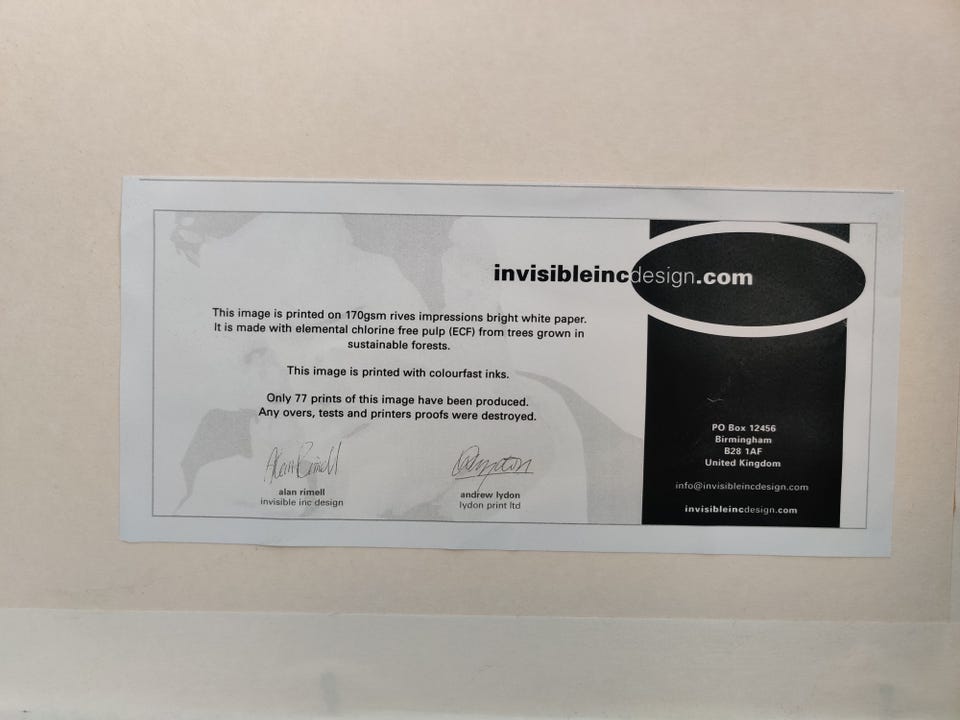 invisibleincdesign.com
This image is printed on 170gsm rives impressions bright white paper.
It is made with elemental chlorine free pulp (ECF) from trees grown in
sustainable forests.
This image is printed with colourfast inks.
Only 77 prints of this image have been produced.
Any overs, tests and printers proofs were destroyed.
Alan Rimell
alan rimell
invisible inc design
andrew lydon
lydon print ltd
PO Box 12456
Birmingham
B28 1AF
United Kingdom
info@invisibleincdesign.com
invisibleincdesign.com